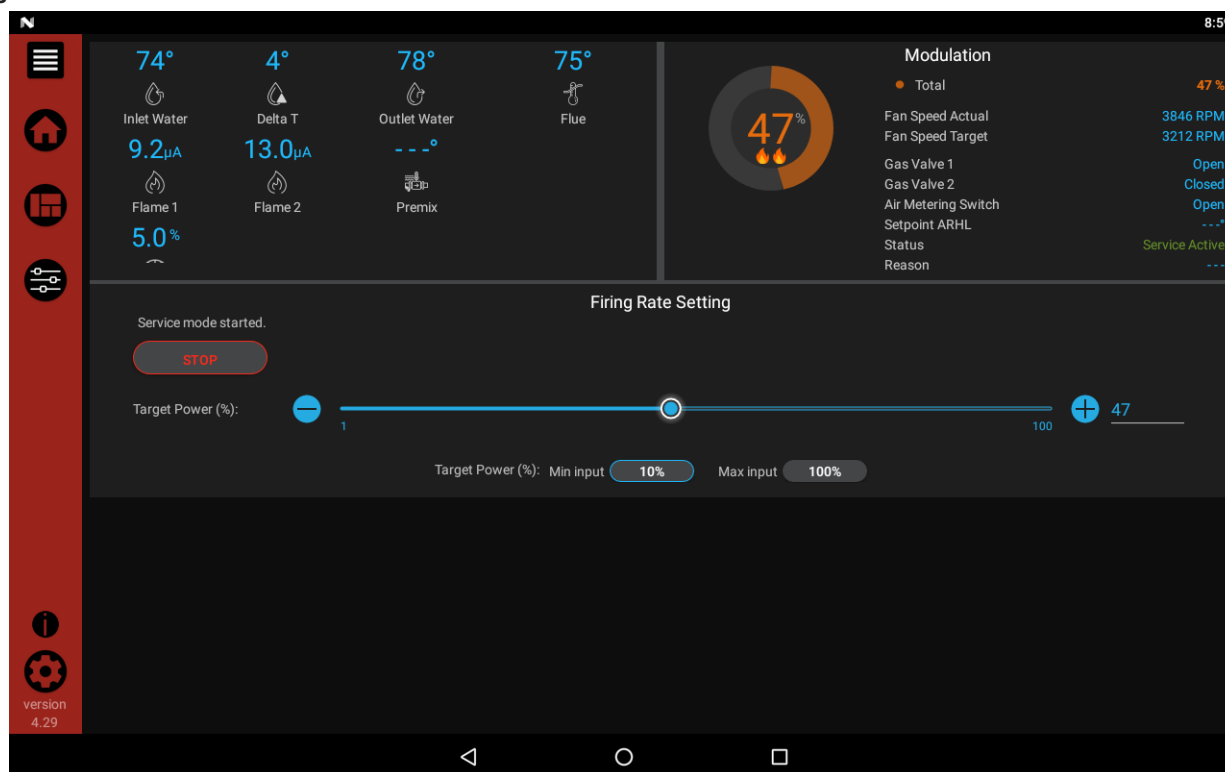 N
8:59
74° 4° 78° 75°
Inlet Water Delta T Outlet Water Flue
9.2µA 13.0µA ---°
Flame 1 Flame 2 Premix
5.0 %
Modulation
47 %
Total 47 %
Fan Speed Actual 3846 RPM
Fan Speed Target 3212 RPM
Gas Valve 1 Open
Gas Valve 2 Closed
Air Metering Switch Open
Setpoint ARHL ---°
Status Service Active
Reason ---
Firing Rate Setting
Service mode started.
STOP
Target Power (%): 47
1 100
Target Power (%): Min input 10% Max input 100%
version
4.29